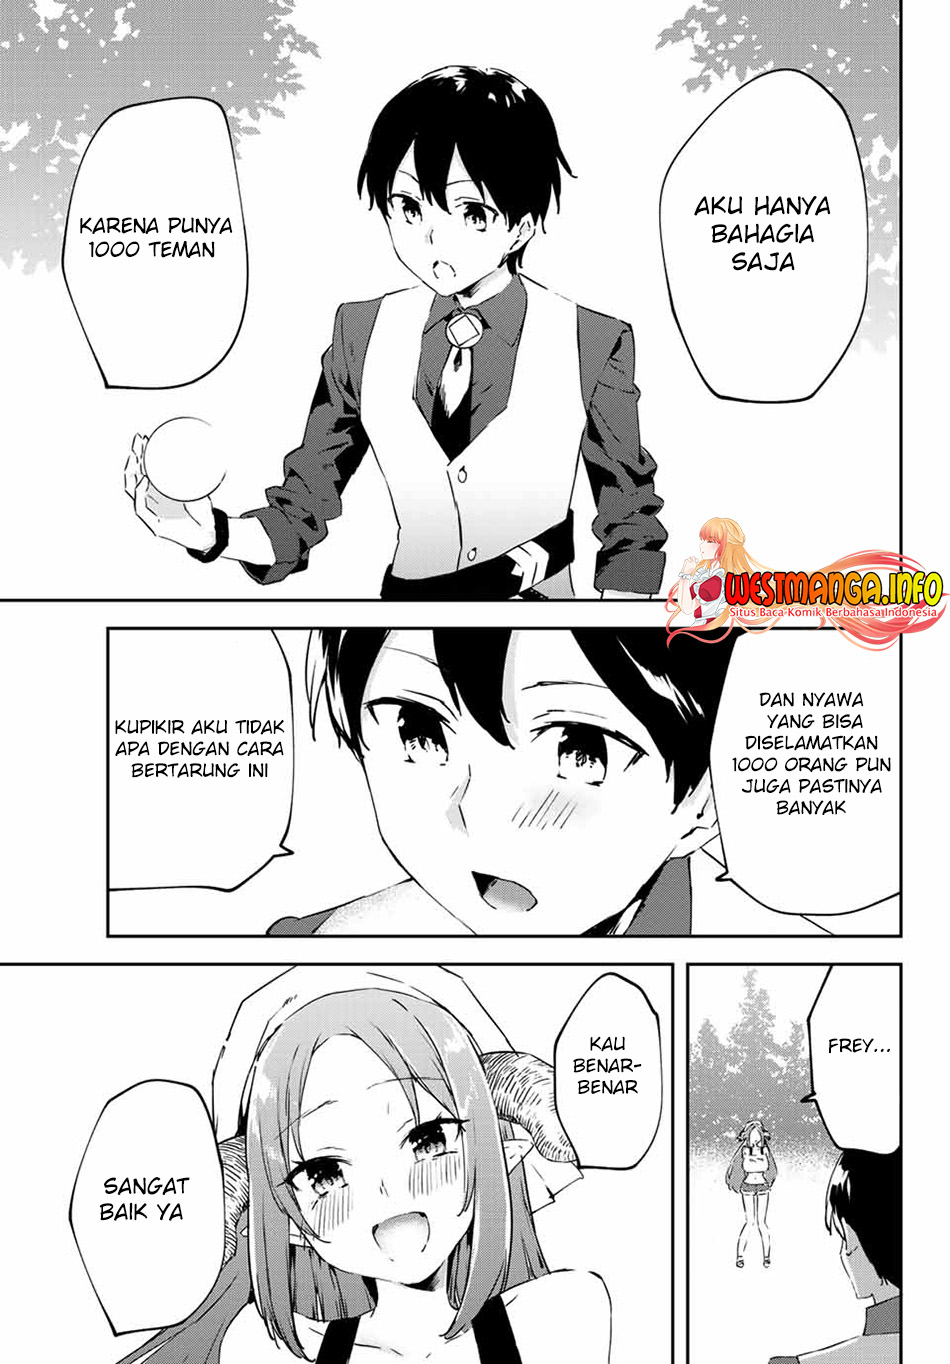 AKU HANYA
BAHAGIA
SAJA
KARENA PUNYA
1000 TEMAN
WESTMANGA.INFO
Situs Baca Komik Berbahasa Indonesia
DAN NYAWA
YANG BISA
DISELAMATKAN
1000 ORANG PUN
JUGA PASTINYA
BANYAK
KUPIKIR AKU TIDAK
APA DENGAN CARA
BERTARUNG INI
FREY...
KAU
BENAR-
BENAR
SANGAT
BAIK YA